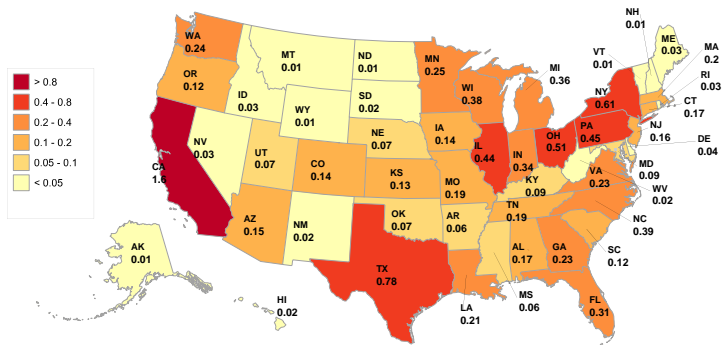 > 0.8
0.4 - 0.8
0.2 - 0.4
0.1 - 0.2
0.05 - 0.1
< 0.05
WA
0.24
OR
0.12
CA
1.6
NV
0.03
ID
0.03
MT
0.01
WY
0.01
UT
0.07
AZ
0.15
CO
0.14
NM
0.02
ND
0.01
SD
0.02
NE
0.07
KS
0.13
OK
0.07
TX
0.78
MN
0.25
IA
0.14
MO
0.19
AR
0.06
LA
0.21
WI
0.38
IL
0.44
MI
0.36
IN
0.34
OH
0.51
KY
0.09
TN
0.19
MS
0.06
AL
0.17
GA
0.23
FL
0.31
SC
0.12
NC
0.39
VA
0.23
WV
0.02
MD
0.09
DE
0.04
NJ
0.16
PA
0.45
NY
0.61
CT
0.17
RI
0.03
MA
0.2
VT
0.01
NH
0.01
ME
0.03
AK
0.01
HI
0.02